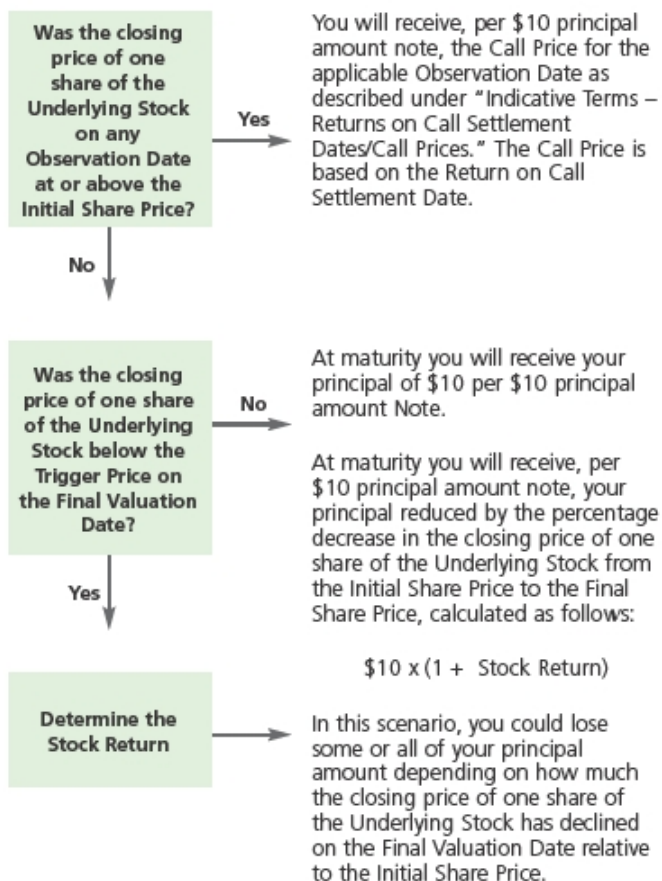 Was the closing
price of one
share of the
Underlying Stock
on any
Observation Date
at or above the
Initial Share Price?
Yes
You will receive, per $10 principal
amount note, the Call Price for the
applicable Observation Date as
described under “Indicative Terms –
Returns on Call Settlement
Dates/Call Prices.” The Call Price is
based on the Return on Call
Settlement Date.
No
Was the closing
price of one share
of the Underlying
Stock below the
Trigger Price on
the Final Valuation
Date?
No
At maturity you will receive your
principal of $10 per $10 principal
amount Note.
At maturity you will receive, per
$10 principal amount note, your
principal reduced by the percentage
decrease in the closing price of one
share of the Underlying Stock from
the Initial Share Price to the Final
Share Price, calculated as follows:
$10 x (1 + Stock Return)
Yes
Determine the
Stock Return
In this scenario, you could lose
some or all of your principal
amount depending on how much
the closing price of one share of
the Underlying Stock has declined
on the Final Valuation Date relative
to the Initial Share Price.